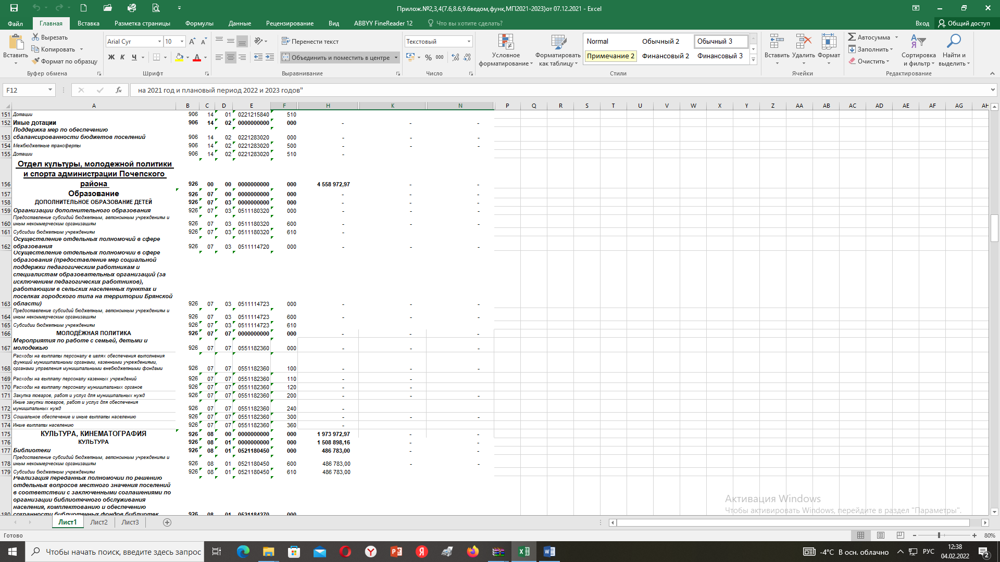 Прилож.№2,3,4(7.6,8.6,9.6ведом,функ,МП2021-2023)от 07.12.2021 - Excel
Файл Главная Вставка Разметка страницы Формулы Данные Рецензирование Вид ABBYY FineReader 12 Что вы хотите сделать? Вход Общий доступ
Вставить
Вырезать
Копировать
Формат по образцу
Буфер обмена
Arial Cyr 10
Ж К Ч
Шрифт
Перенести текст
Объединить и поместить в центре
Выравнивание
Текстовый
% 000
Число
Условное форматирование
Форматировать как таблицу
Normal Обычный 2 Обычный 3
Примечание 2 Финансовый 2 Финансовый 3
Стили
Вставить Удалить Формат
Ячейки
Автосумма
Заполнить
Очистить
Сортировка и фильтр
Найти и выделить
Редактирование
F12 fx на 2021 год и плановый период 2022 и 2023 годов"
A B C D E F H K N P Q R S T U V W X Y Z AA AB AC AD AE AF AG AH
151 Дотации 906 14 01 0221215840 510
152 Иные дотации 906 14 02 0000000000 000 - - -
Поддержка мер по обеспечению
153 сбалансированности бюджетов поселений 906 14 02 0221283020 000 - - -
154 Межбюджетные трансферты 906 14 02 0221283020 500 - - -
155 Дотации 906 14 02 0221283020 510 -
Отдел культуры, молодежной политики
и спорта администрации Почепского
156 района 926 00 00 0000000000 000 4 558 972,97 - -
157 Образование 926 07 00 0000000000 000 - - -
158 ДОПОЛНИТЕЛЬНОЕ ОБРАЗОВАНИЕ ДЕТЕЙ 926 07 03 0000000000 000 - - -
159 Организации дополнительного образования 926 07 03 0511180320 000 - - -
Предоставление субсидий бюджетным, автономным учреждениям и
160 иным некоммерческим организациям 926 07 03 0511180320 600 - - -
161 Субсидии бюджетным учреждениям 926 07 03 0511180320 610 -
Осуществление отдельных полномочий в сфере
162 образования 926 07 03 0511114720 000 - - -
Осуществление отдельных полномочий в сфере
образования (предоставление мер социальной
поддержки педагогическим работникам и
специалистам образовательных организаций (за
исключением педагогических работников),
работающим в сельских населенных пунктах и
поселках городского типа на территории Брянской
163 области) 926 07 03 0511114723 000 - - -
Предоставление субсидий бюджетным, автономным учреждениям и
164 иным некоммерческим организациям 926 07 03 0511114723 600 - - -
165 Субсидии бюджетным учреждениям 926 07 03 0511114723 610
166 МОЛОДЁЖНАЯ ПОЛИТИКА 926 07 07 0000000000 000 - - -
Мероприятия по работе с семьей, детьми и
167 молодежью 926 07 07 0551182360 000 - - -
Расходы на выплаты персоналу в целях обеспечения выполнения
функций муниципальными органами, казенными учреждениями,
168 органами управления муниципальными внебюджетными фондами 926 07 07 0551182360 100 - - -
169 Расходы на выплату персоналу казенных учреждений 926 07 07 0551182360 110 - -
170 Расходы на выплату персоналу муниципальных органов 926 07 07 0551182360 120 - -
171 Закупка товаров, работ и услуг для муниципальных нужд 926 07 07 0551182360 200 - - -
Иные закупки товаров, работ и услуг для обеспечения
172 муниципальных нужд 926 07 07 0551182360 240 -
173 Социальное обеспечение и иные выплаты населению 926 07 07 0551182360 300 - - -
174 Иные выплаты населению 926 07 07 0551182360 360 -
175 КУЛЬТУРА, КИНЕМАТОГРАФИЯ 926 08 00 0000000000 000 1 973 972,97 - -
176 КУЛЬТУРА 926 08 01 0000000000 000 1 508 898,16 - -
177 Библиотеки 926 08 01 0521180450 000 486 783,00 - -
Предоставление субсидий бюджетным, автономным учреждениям и
178 иным некоммерческим организациям 926 08 01 0521180450 600 486 783,00 - -
179 Субсидии бюджетным учреждениям 926 08 01 0521180450 610 486 783,00
Реализация переданных полномочий по решению
отдельных вопросов местного значения поселений
в соответствии с заключенными соглашениями по
организации библиотечного обслуживания
населения, комплектованию и обеспечению
180 сохранности библиотечных фондов библиотек 926 08 01 0521184270 000
Активация Windows
Чтобы активировать Windows, перейдите в раздел "Параметры".
Лист1 Лист2 Лист3
Готово 80%
Чтобы начать поиск, введите здесь запрос
-4°C В осн. облачно РУС 12:38
04.02.2022 2